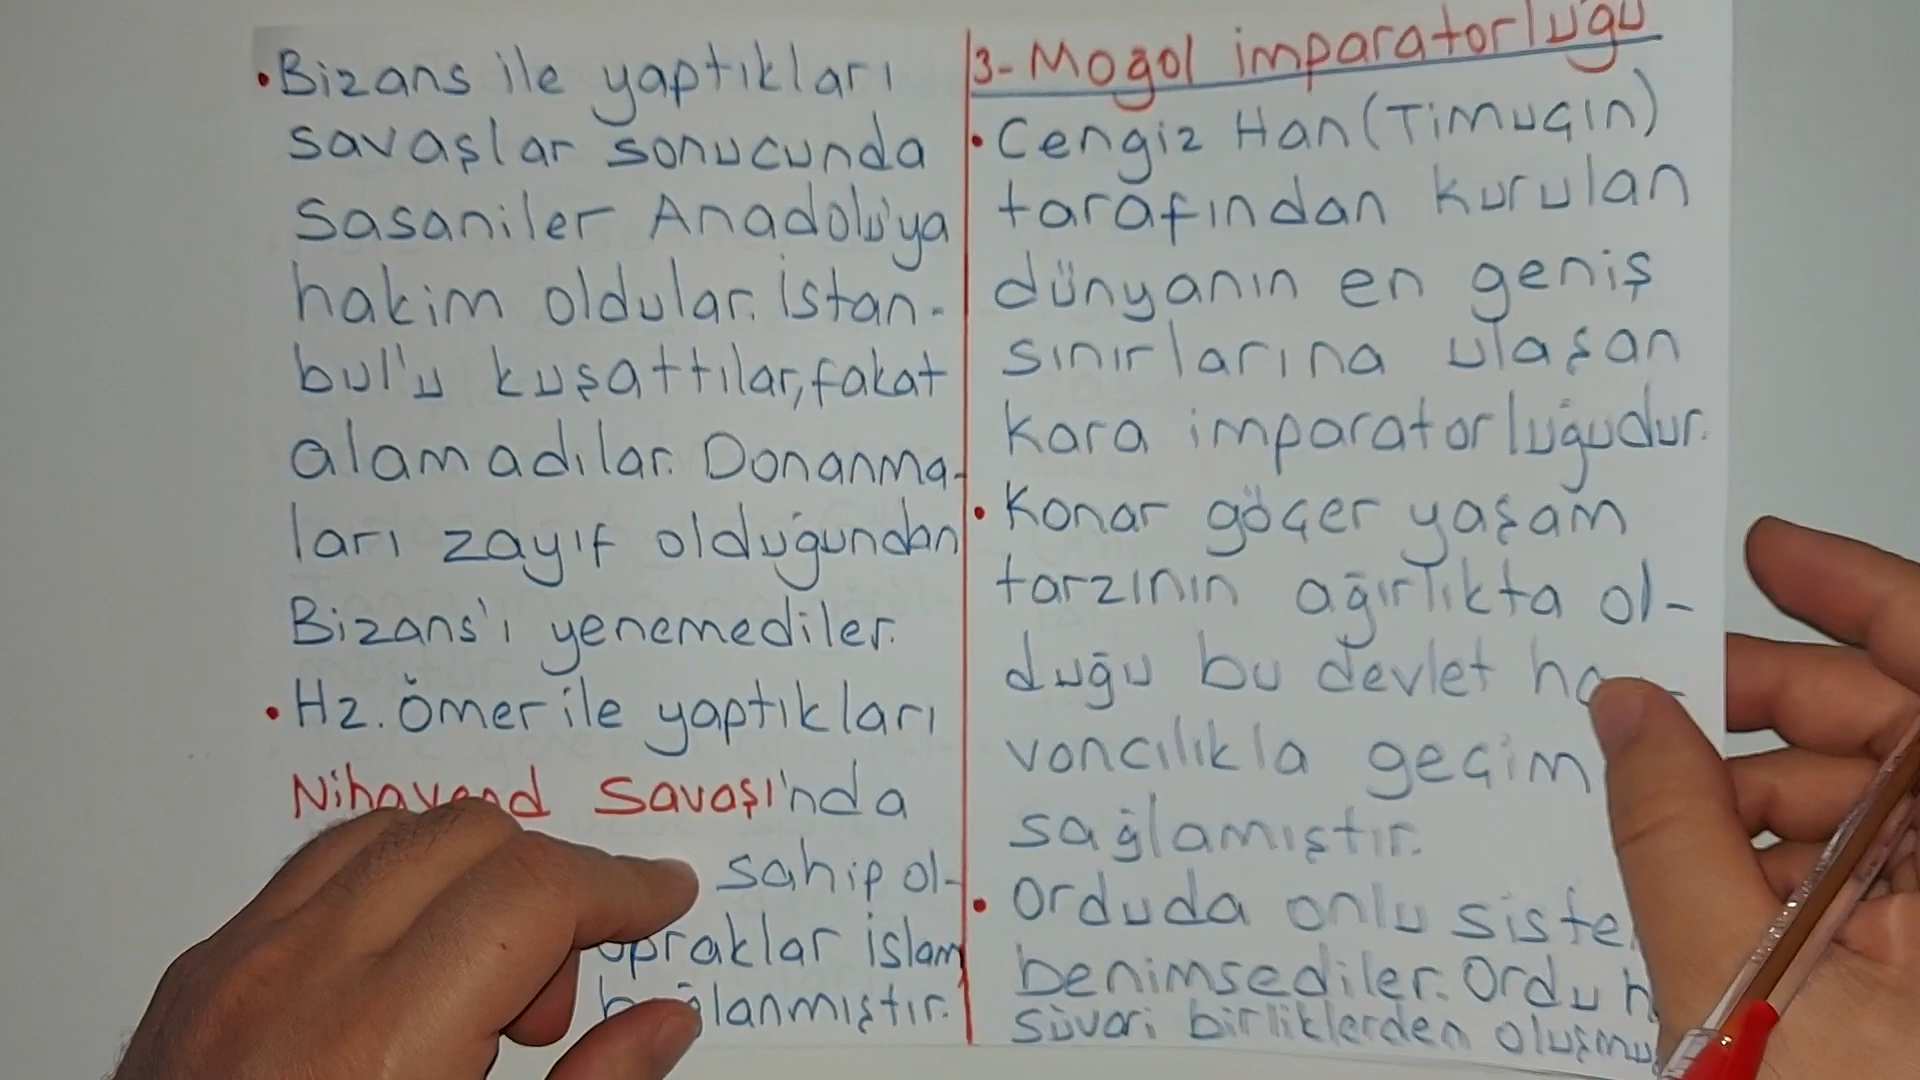 •Bizans ile yaptıkları
savaşlar sonucunda
Sasaniler Anadolu'ya
hakim oldular. İstan-
bul'u kuşattılar, fakat
alamadılar. Donanma-
ları zayıf olduğundan
Bizans'ı yenemediler.
•Hz. Ömer ile yaptıkları
Nihavend Savaşı'nda
sahip ol-
opraklar İslam
bağlanmıştır.
3- Moğol imparatorluğu
•Cengiz Han (Timuçin)
tarafından kurulan
dünyanın en geniş
sınırlarına ulaşan
kara imparatorluğudur.
•Konar göçer yaşam
tarzının ağırlıkta ol-
duğu bu devlet
vancılıkla geçim
sağlamıştır.
•Orduda onlu siste
benimsediler. Ordu
süvari birliklerden oluşmu